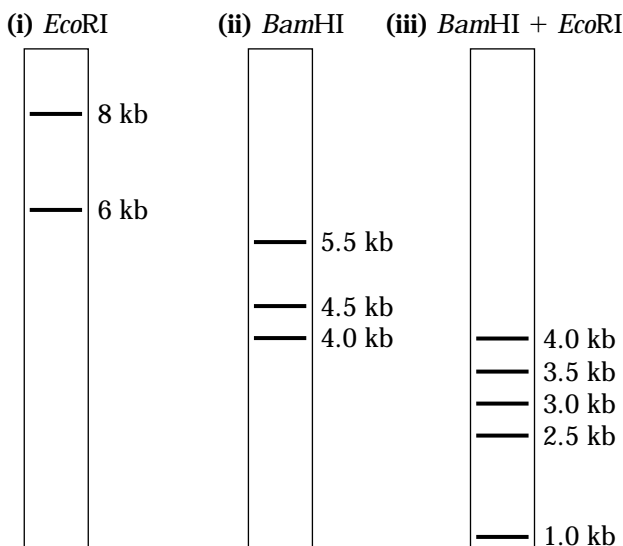 (i) EcoRI
(ii) BamHI
(iii) BamHI + EcoRI
8 kb
6 kb
5.5 kb
4.5 kb
4.0 kb
4.0 kb
3.5 kb
3.0 kb
2.5 kb
1.0 kb